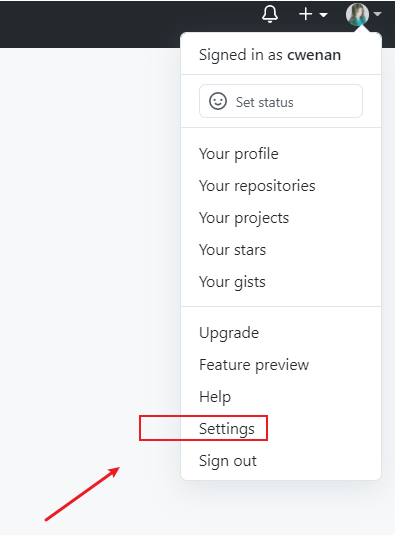 Signed in as cwenan
Set status
Your profile
Your repositories
Your projects
Your stars
Your gists
Upgrade
Feature preview
Help
Settings
Sign out